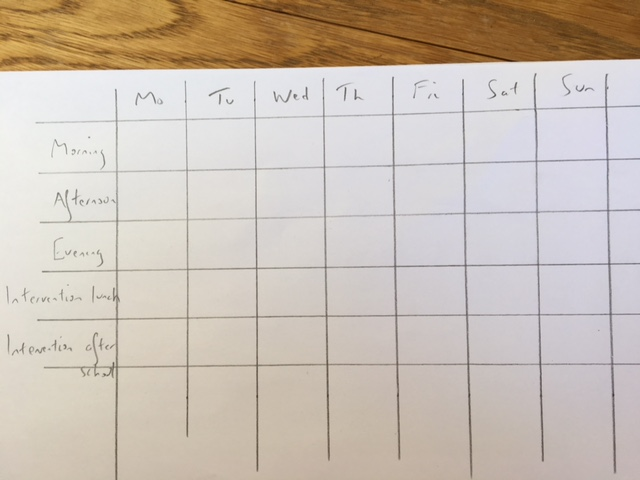 Mo Tu Wed Th Fri Sat Sun
Morning
Afternoon
Evening
Intervention lunch
Intervention after
school